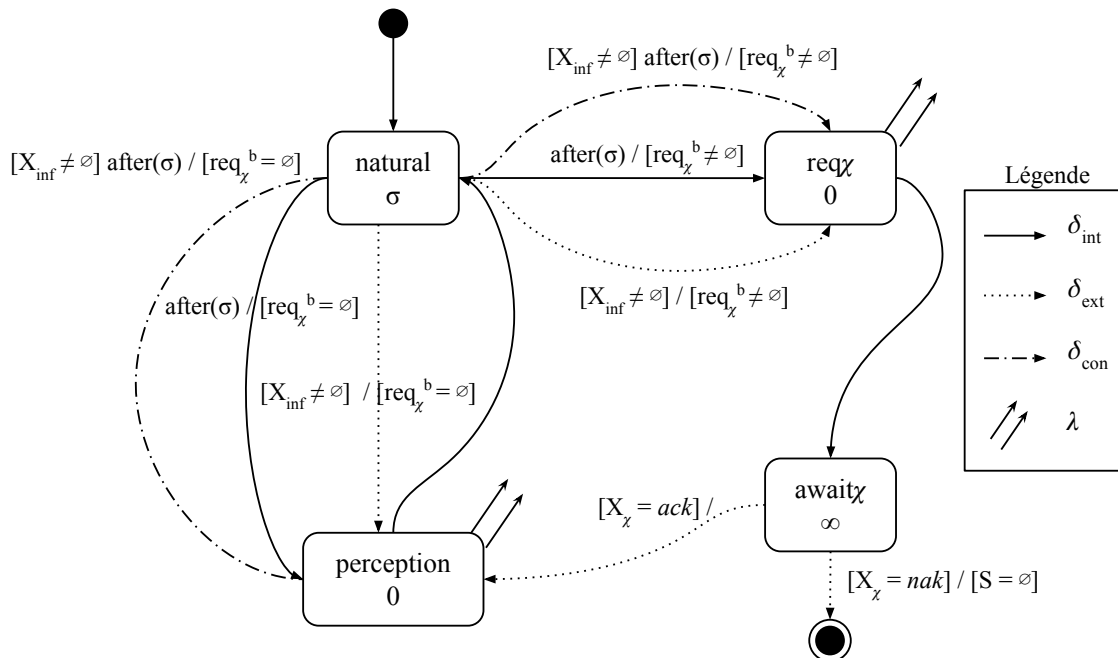 [X_inf ≠ ∅] after(σ) / [req_χ^b ≠ ∅]
[X_inf ≠ ∅] after(σ) / [req_χ^b = ∅]
natural
σ
after(σ) / [req_χ^b ≠ ∅]
reqχ
0
Légende
δ_int
δ_ext
δ_con
λ
[X_inf ≠ ∅] / [req_χ^b ≠ ∅]
after(σ) / [req_χ^b = ∅]
[X_inf ≠ ∅] / [req_χ^b = ∅]
awaitχ
∞
[X_χ = ack] /
perception
0
[X_χ = nak] / [S = ∅]